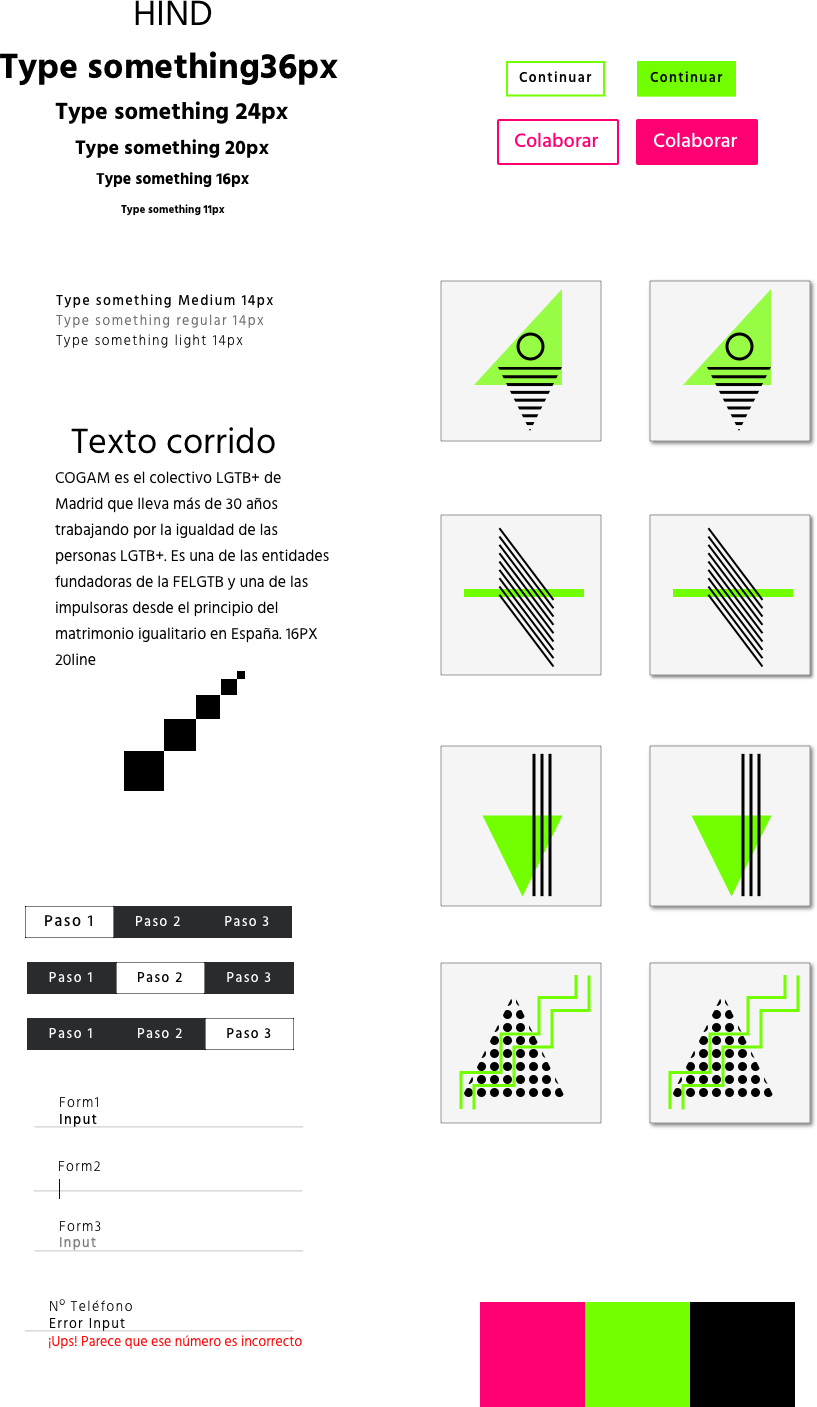 HIND
Type something36px
Type something 24px
Type something 20px
Type something 16px
Type something 11px
Continuar
Continuar
Colaborar
Colaborar
Type something Medium 14px
Type something regular 14px
Type something light 14px
Texto corrido
COGAM es el colectivo LGTB+ de
Madrid que lleva más de 30 años
trabajando por la igualdad de las
personas LGTB+. Es una de las entidades
fundadoras de la FELGTB y una de las
impulsoras desde el principio del
matrimonio igualitario en España. 16PX
20line
Paso 1 Paso 2 Paso 3
Paso 1 Paso 2 Paso 3
Paso 1 Paso 2 Paso 3
Form1
Input
Form2
Form3
Input
Nº Teléfono
Error Input
¡Ups! Parece que ese número es incorrecto